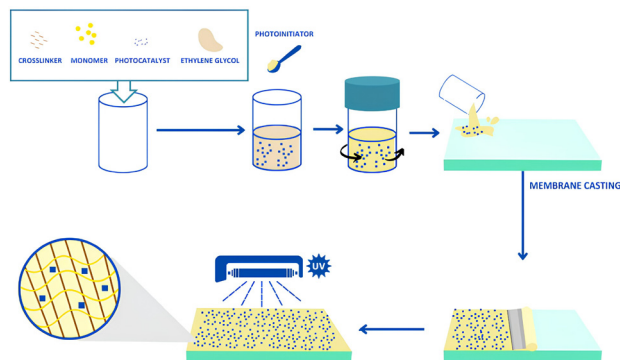 PHOTOINITIATOR
CROSSLINKER MONOMER PHOTOCATALYST ETHYLENE GLYCOL
MEMBRANE CASTING
UV